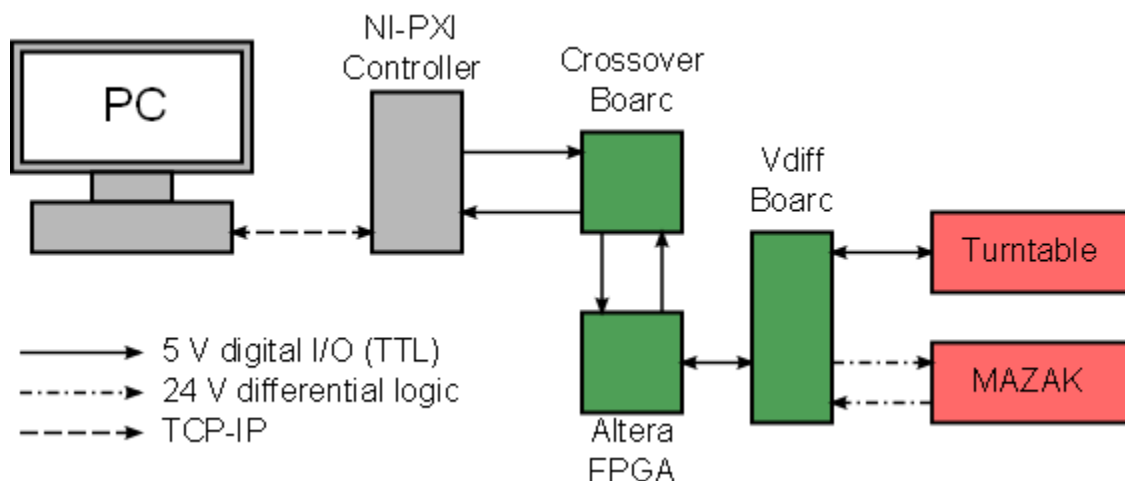 PC
NI-PXI
Controller
Crossover
Boarc
Vdiff
Boarc
Turntable
MAZAK
Altera
FPGA
5 V digital I/O (TTL)
24 V differential logic
TCP-IP